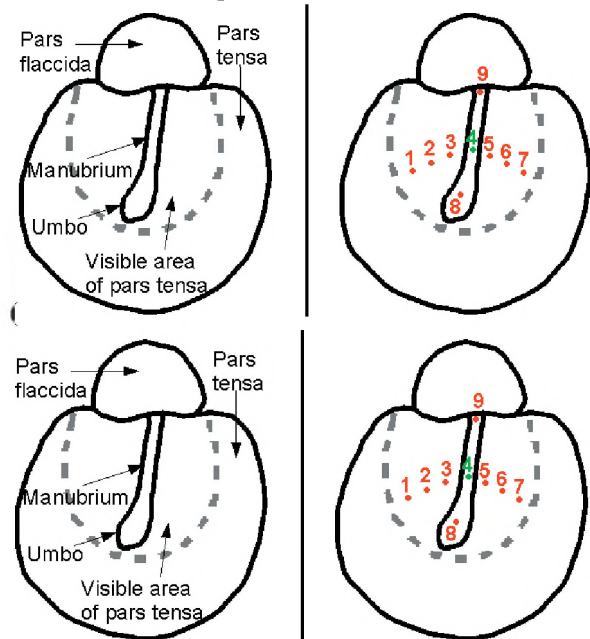 Pars
flaccida
Pars
tensa
Manubrium
Umbo
Visible area
of pars tensa
9
1 2 3 4 5 6 7
8
Pars
flaccida
Pars
tensa
Manubrium
Umbo
Visible area
of pars tensa
9
1 2 3 4 5 6 7
8